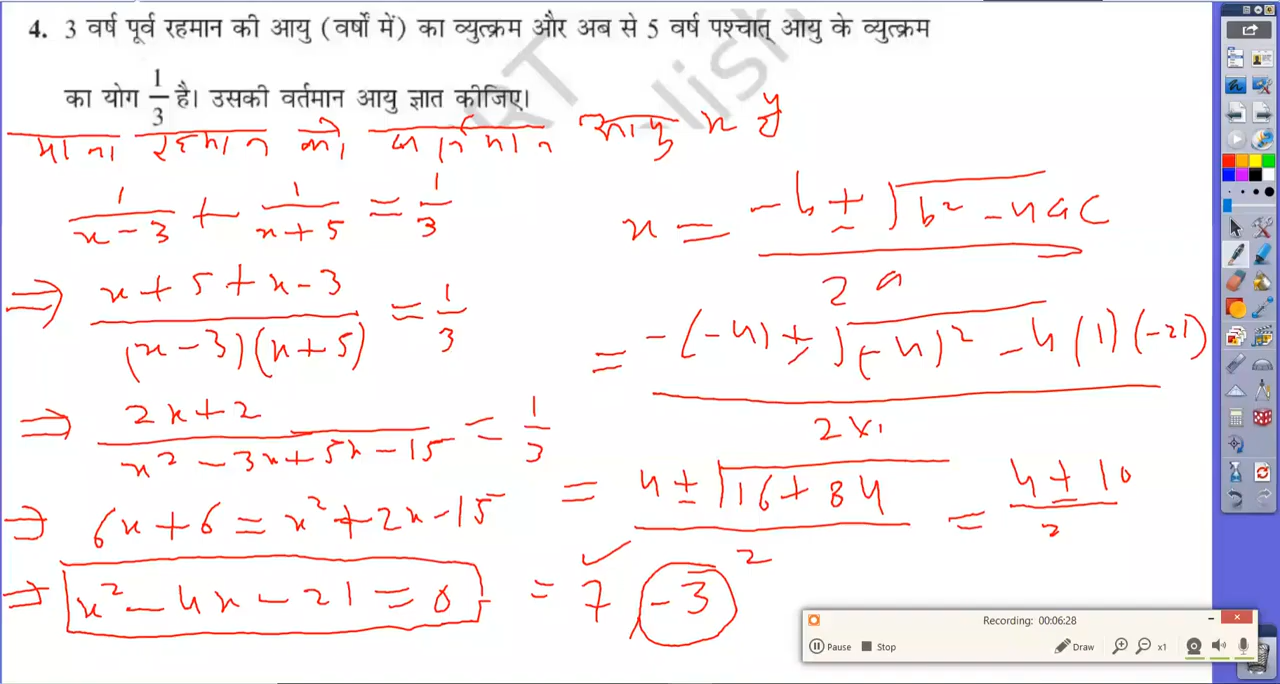 4. 3 वर्ष पूर्व रहमान की आयु (वर्षों में) का व्युत्क्रम और अब से 5 वर्ष पश्चात् आयु के व्युत्क्रम
का योग 1/3 है। उसकी वर्तमान आयु ज्ञात कीजिए।
माना रहमान की वर्तमान आयु x
1/(x-3) + 1/(x+5) = 1/3
⇒ (x+5+x-3)/((x-3)(x+5)) = 1/3
⇒ (2x+2)/(x² - 3x + 5x - 15) = 1/3
⇒ 6x + 6 = x² + 2x - 15
⇒ x² - 4x - 21 = 0
x = (-b ± √(b² - 4ac))/(2a)
= (-(-4) ± √((-4)² - 4(1)(-21)))/(2×1)
= (4 ± √(16+84))/2 = (4 ± 10)/2
= 7, -3
Recording: 00:06:28
Pause Stop Draw x1